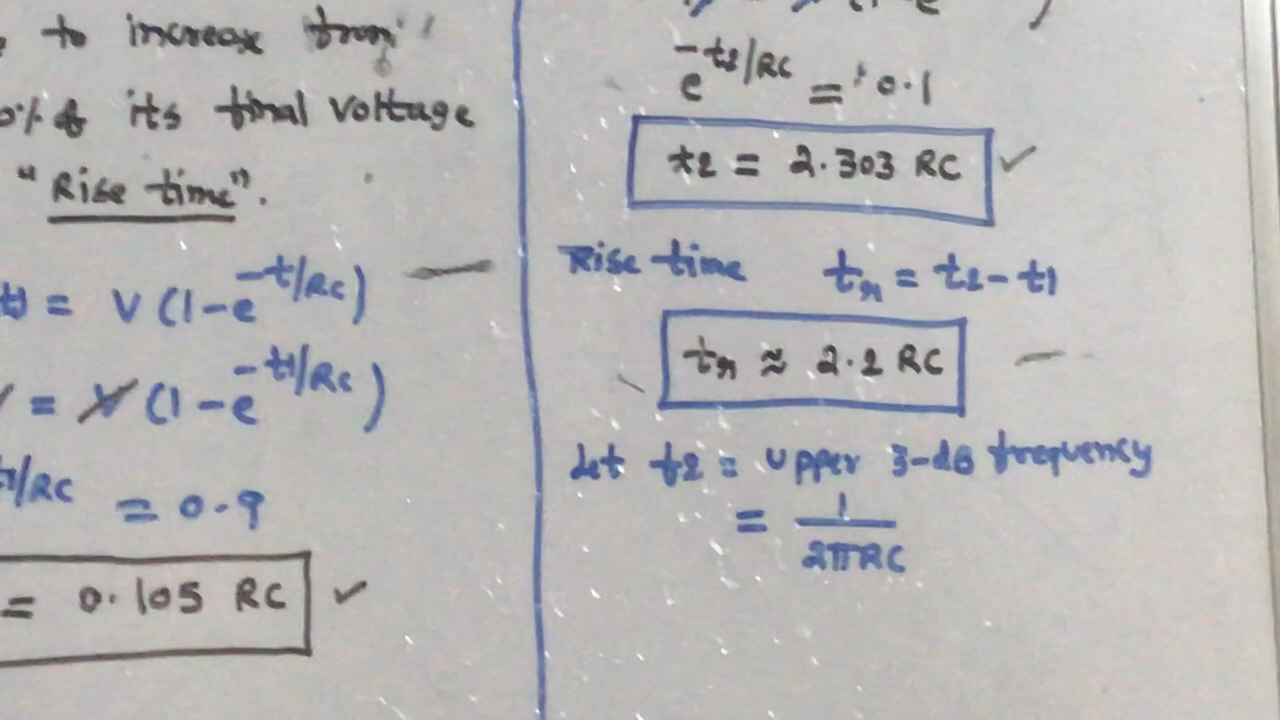 to increase from
its final voltage
"Rise time".
= V(1-e^{-t/RC})
= V(1-e^{-t1/RC})
/RC = 0.9
= 0.105 RC
e^{-t2/RC} = 0.1
t2 = 2.303 RC
Rise time tr = t2-t1
tr ≈ 2.2 RC
Let f2 = upper 3-dB frequency
= 1/2πRC